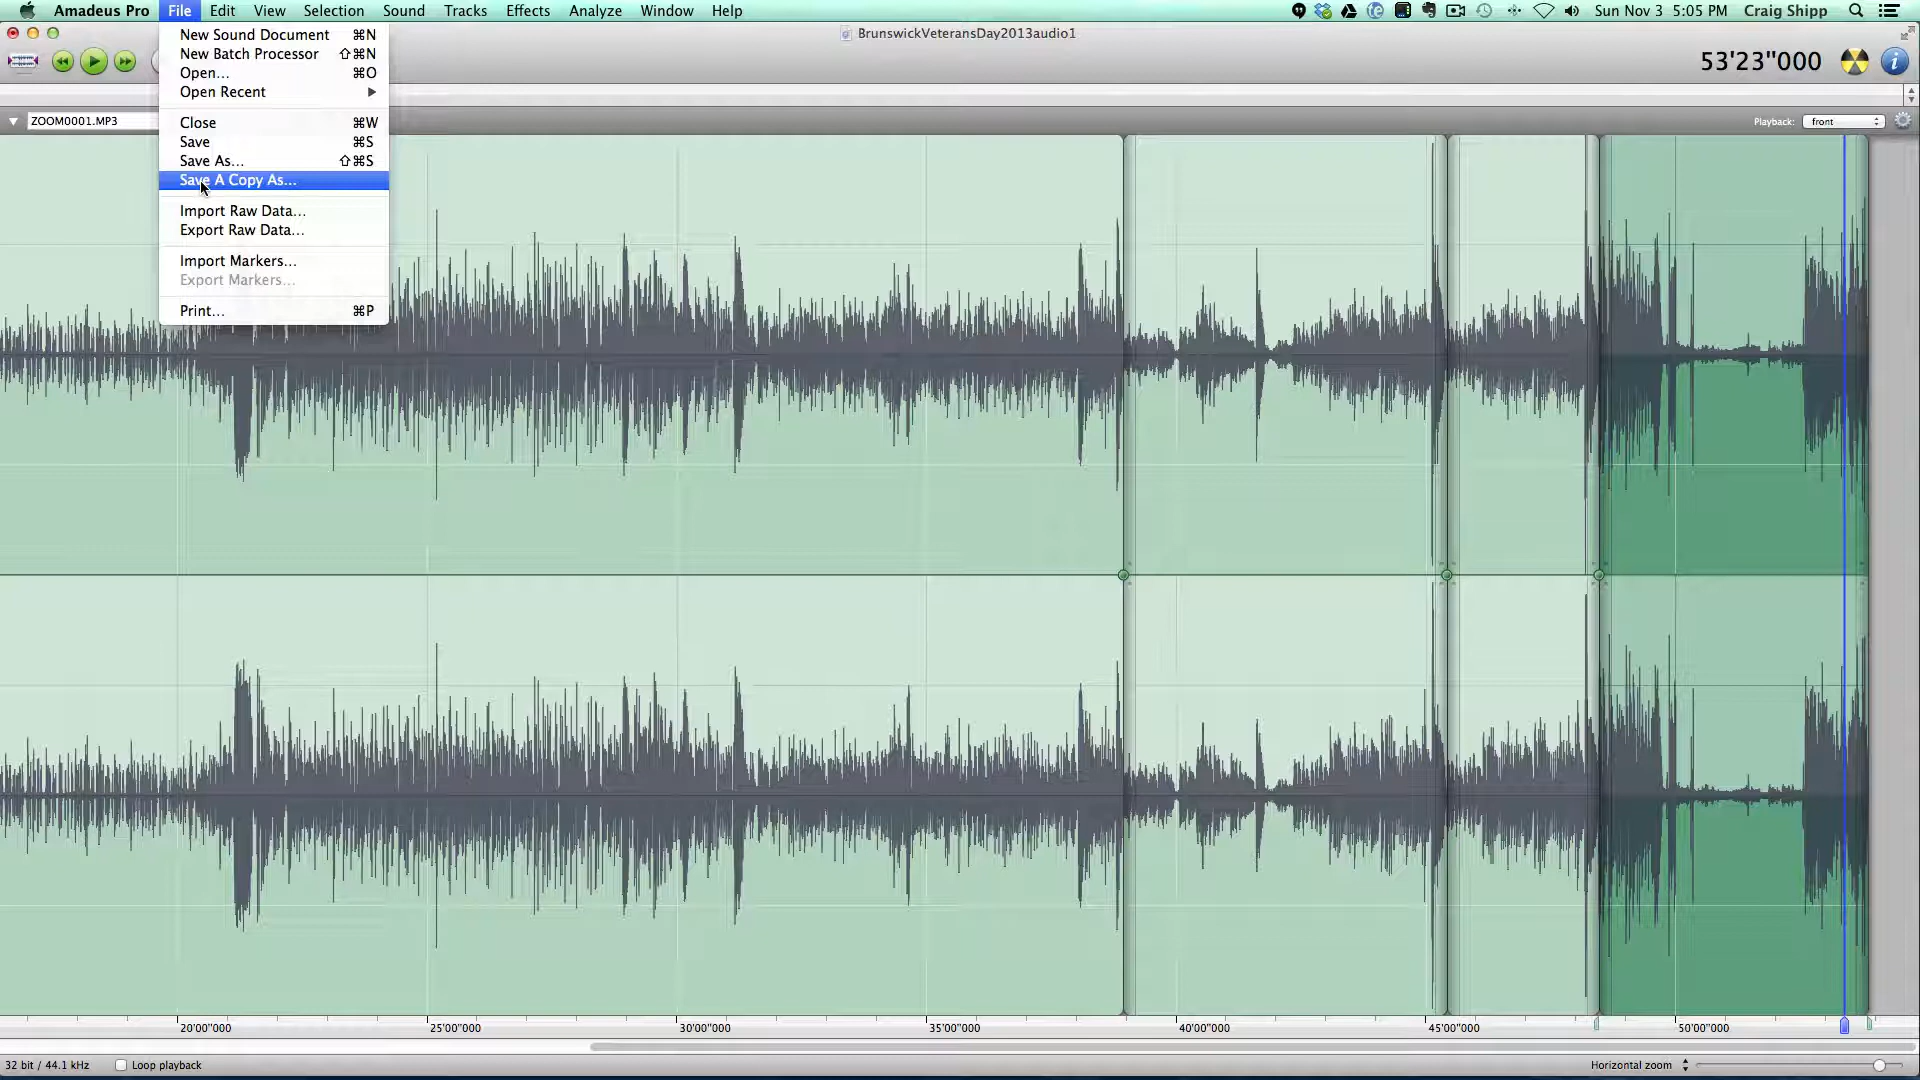 Amadeus Pro File Edit View Selection Sound Tracks Effects Analyze Window Help Sun Nov 3 5:05 PM Craig Shipp
BrunswickVeteransDay2013audio1
53'23"000
New Sound Document ⌘N
New Batch Processor ⇧⌘N
Open... ⌘O
Open Recent
Close ⌘W
Save ⌘S
Save As... ⇧⌘S
Save A Copy As...
Import Raw Data...
Export Raw Data...
Import Markers...
Export Markers...
Print... ⌘P
ZOOM0001.MP3
Playback: front
20'00"000 25'00"000 30'00"000 35'00"000 40'00"000 45'00"000 50'00"000
32 bit / 44.1 kHz Loop playback Horizontal zoom